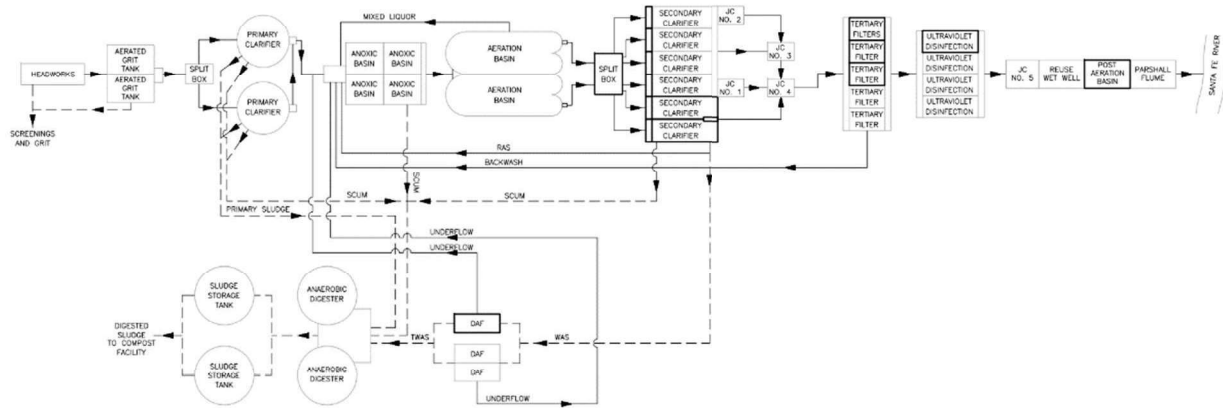 HEADWORKS
SCREENINGS
AND GRIT
AERATED
GRIT
TANK
AERATED
GRIT
TANK
SPLIT
BOX
PRIMARY
CLARIFIER
PRIMARY
CLARIFIER
MIXED LIQUOR
ANOXIC
BASIN
ANOXIC
BASIN
ANOXIC
BASIN
ANOXIC
BASIN
AERATION
BASIN
AERATION
BASIN
SPLIT
BOX
SECONDARY
CLARIFIER
SECONDARY
CLARIFIER
SECONDARY
CLARIFIER
SECONDARY
CLARIFIER
SECONDARY
CLARIFIER
SECONDARY
CLARIFIER
JC
NO. 2
JC
NO. 3
JC
NO. 1
JC
NO. 4
TERTIARY
FILTERS
TERTIARY
FILTER
TERTIARY
FILTER
TERTIARY
FILTER
TERTIARY
FILTER
ULTRAVIOLET
DISINFECTION
ULTRAVIOLET
DISINFECTION
ULTRAVIOLET
DISINFECTION
ULTRAVIOLET
DISINFECTION
JC
NO. 5
REUSE
WET WELL
POST
AERATION
BASIN
PARSHALL
FLUME
SANTA FE RIVER
RAS
BACKWASH
SCUM
SCUM
SCUM
PRIMARY SLUDGE
UNDERFLOW
UNDERFLOW
SLUDGE
STORAGE
TANK
ANAEROBIC
DIGESTER
DIGESTED
SLUDGE
TO COMPOST
FACILITY
DAF
TWAS
WAS
DAF
DAF
SLUDGE
STORAGE
TANK
ANAEROBIC
DIGESTER
UNDERFLOW